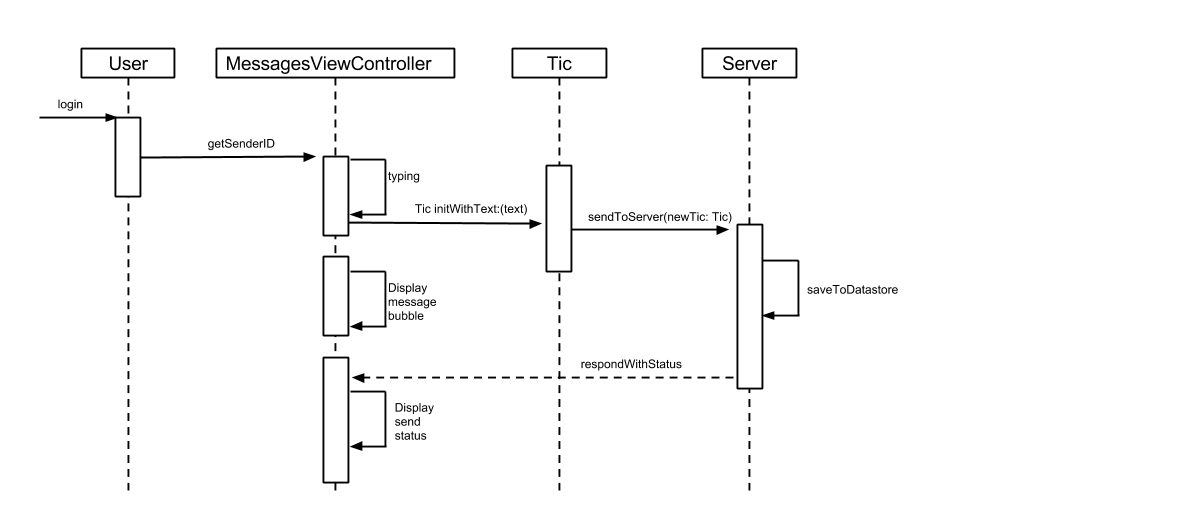 User
MessagesViewController
Tic
Server
login
getSenderID
typing
Tic initWithText:(text)
sendToServer(newTic: Tic)
Display
message
bubble
saveToDatastore
respondWithStatus
Display
send
status